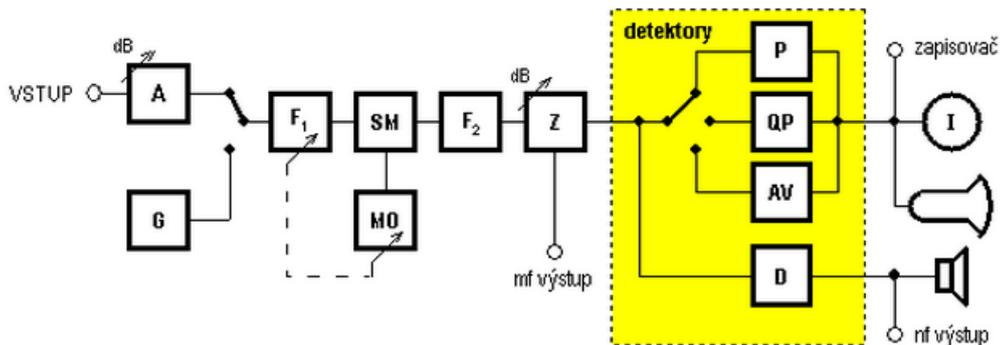 dB
VSTUP
A
G
F1
SM
MO
F2
dB
Z
mf výstup
detektory
P
QP
AV
D
zapisovač
I
nf výstup